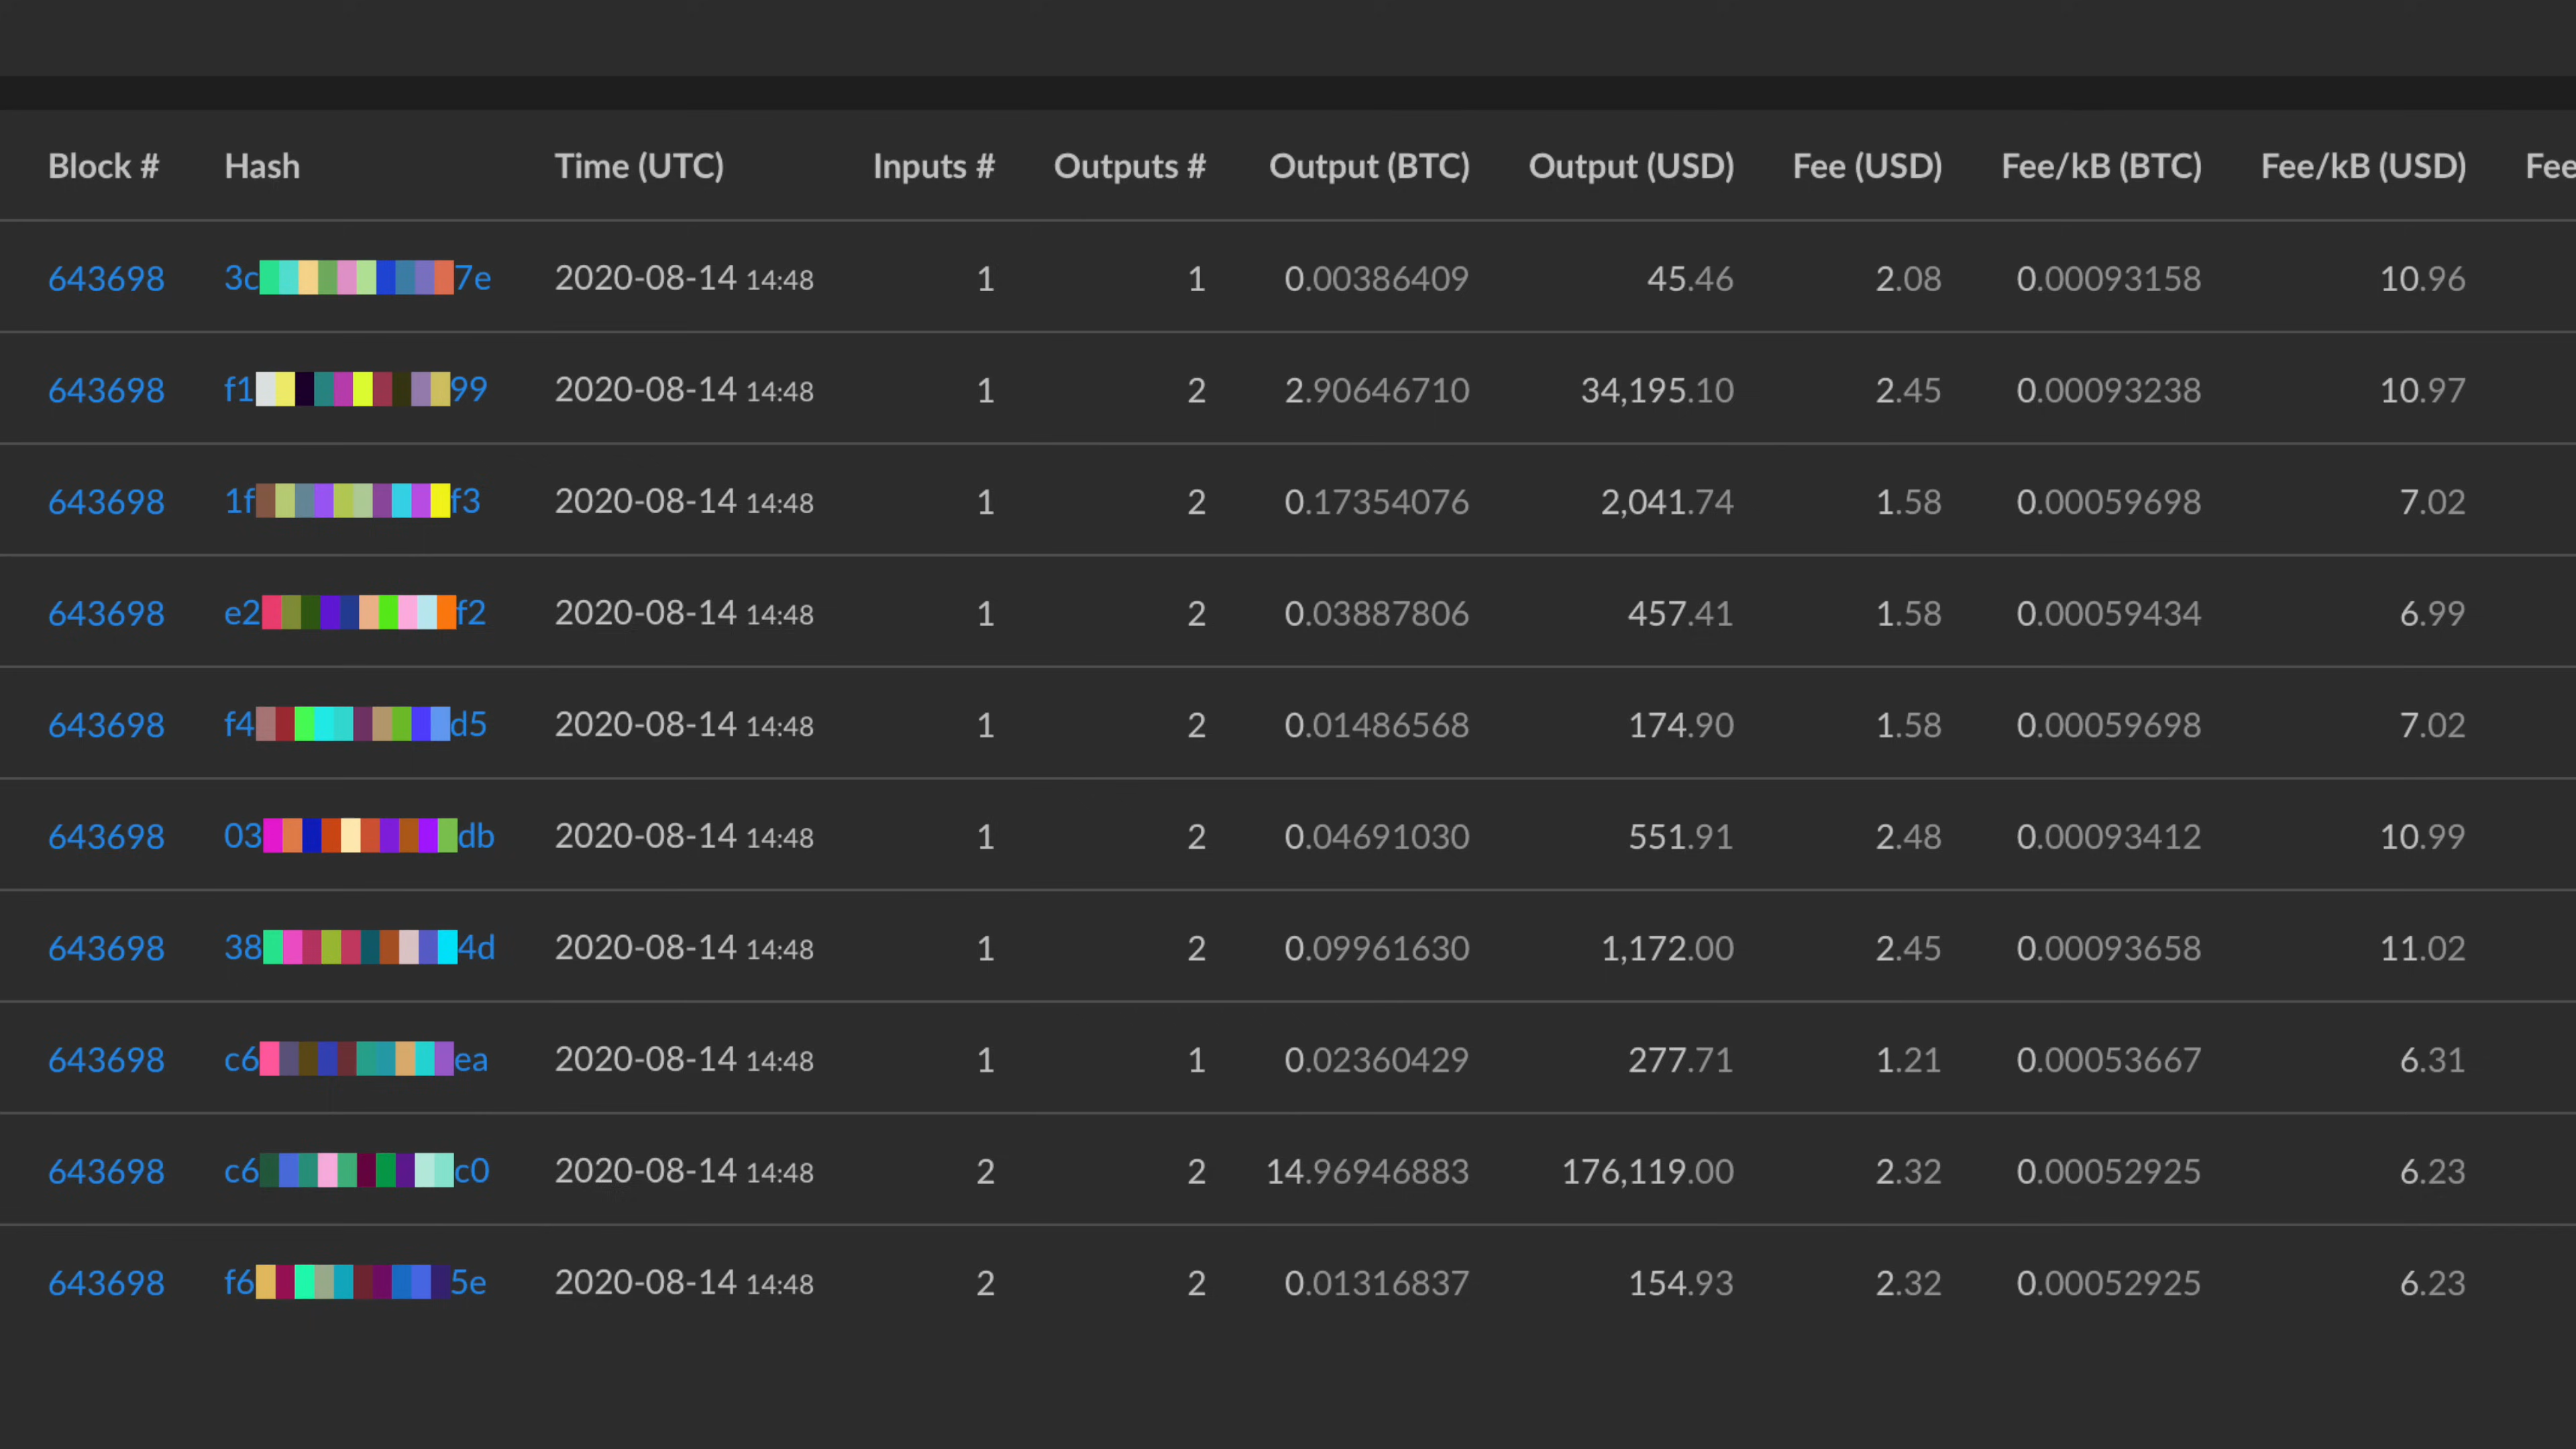 Block # Hash Time (UTC) Inputs # Outputs # Output (BTC) Output (USD) Fee (USD) Fee/kB (BTC) Fee/kB (USD) Fee
643698 3c 7e 2020-08-14 14:48 1 1 0.00386409 45.46 2.08 0.00093158 10.96
643698 f1 99 2020-08-14 14:48 1 2 2.90646710 34,195.10 2.45 0.00093238 10.97
643698 1f f3 2020-08-14 14:48 1 2 0.17354076 2,041.74 1.58 0.00059698 7.02
643698 e2 f2 2020-08-14 14:48 1 2 0.03887806 457.41 1.58 0.00059434 6.99
643698 f4 d5 2020-08-14 14:48 1 2 0.01486568 174.90 1.58 0.00059698 7.02
643698 03 db 2020-08-14 14:48 1 2 0.04691030 551.91 2.48 0.00093412 10.99
643698 38 4d 2020-08-14 14:48 1 2 0.09961630 1,172.00 2.45 0.00093658 11.02
643698 c6 ea 2020-08-14 14:48 1 1 0.02360429 277.71 1.21 0.00053667 6.31
643698 c6 c0 2020-08-14 14:48 2 2 14.96946883 176,119.00 2.32 0.00052925 6.23
643698 f6 5e 2020-08-14 14:48 2 2 0.01316837 154.93 2.32 0.00052925 6.23